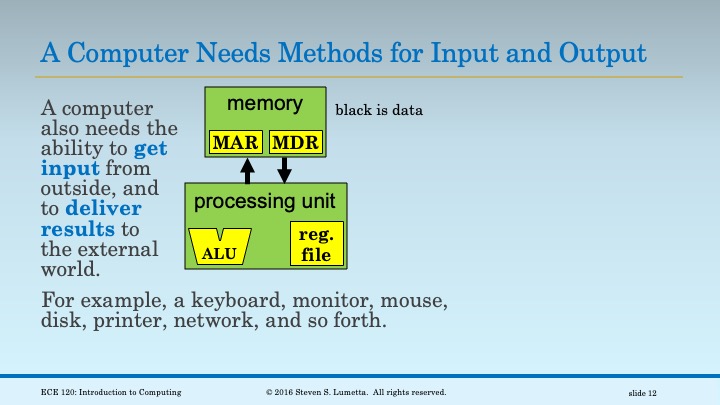 A Computer Needs Methods for Input and Output
A computer
also needs the
ability to get
input from
outside, and
to deliver
results to
the external
world.
memory
MAR MDR
black is data
processing unit
ALU
reg.
file
For example, a keyboard, monitor, mouse,
disk, printer, network, and so forth.
ECE 120: Introduction to Computing
© 2016 Steven S. Lumetta. All rights reserved.
slide 12